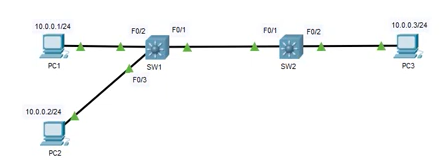 10.0.0.1/24
F0/2
F0/1
F0/1
F0/2
10.0.0.3/24
PC1
SW1
SW2
PC3
F0/3
10.0.0.2/24
PC2